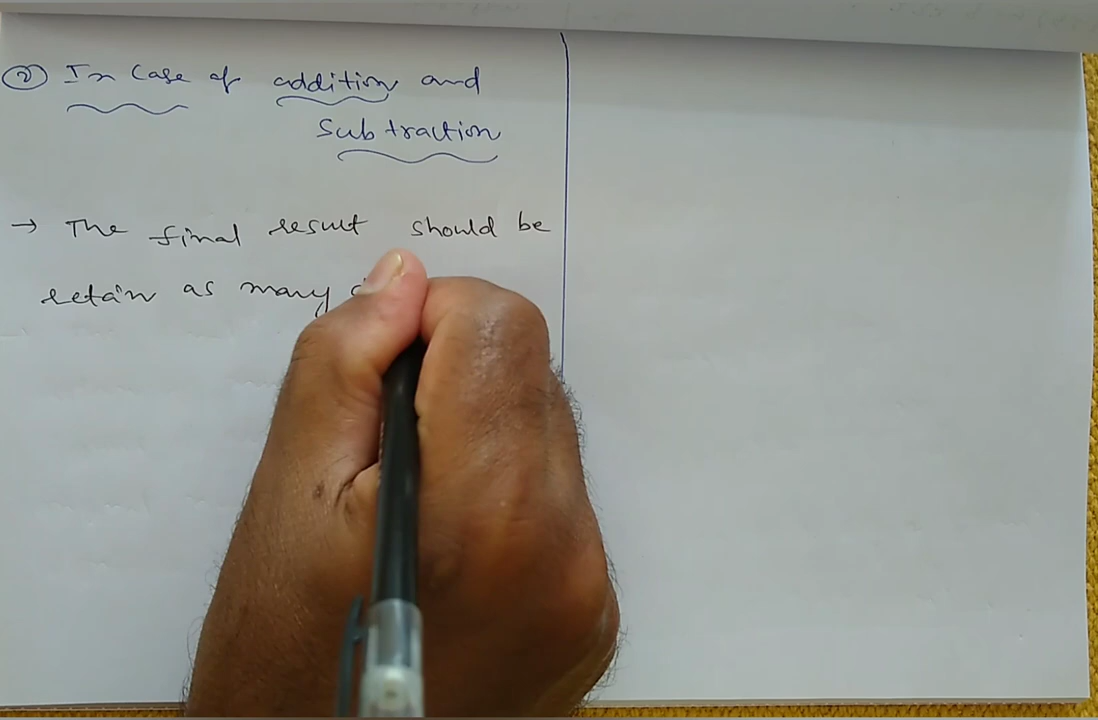 ② In Case of addition and
Subtraction
→ The final result should be
retain as many